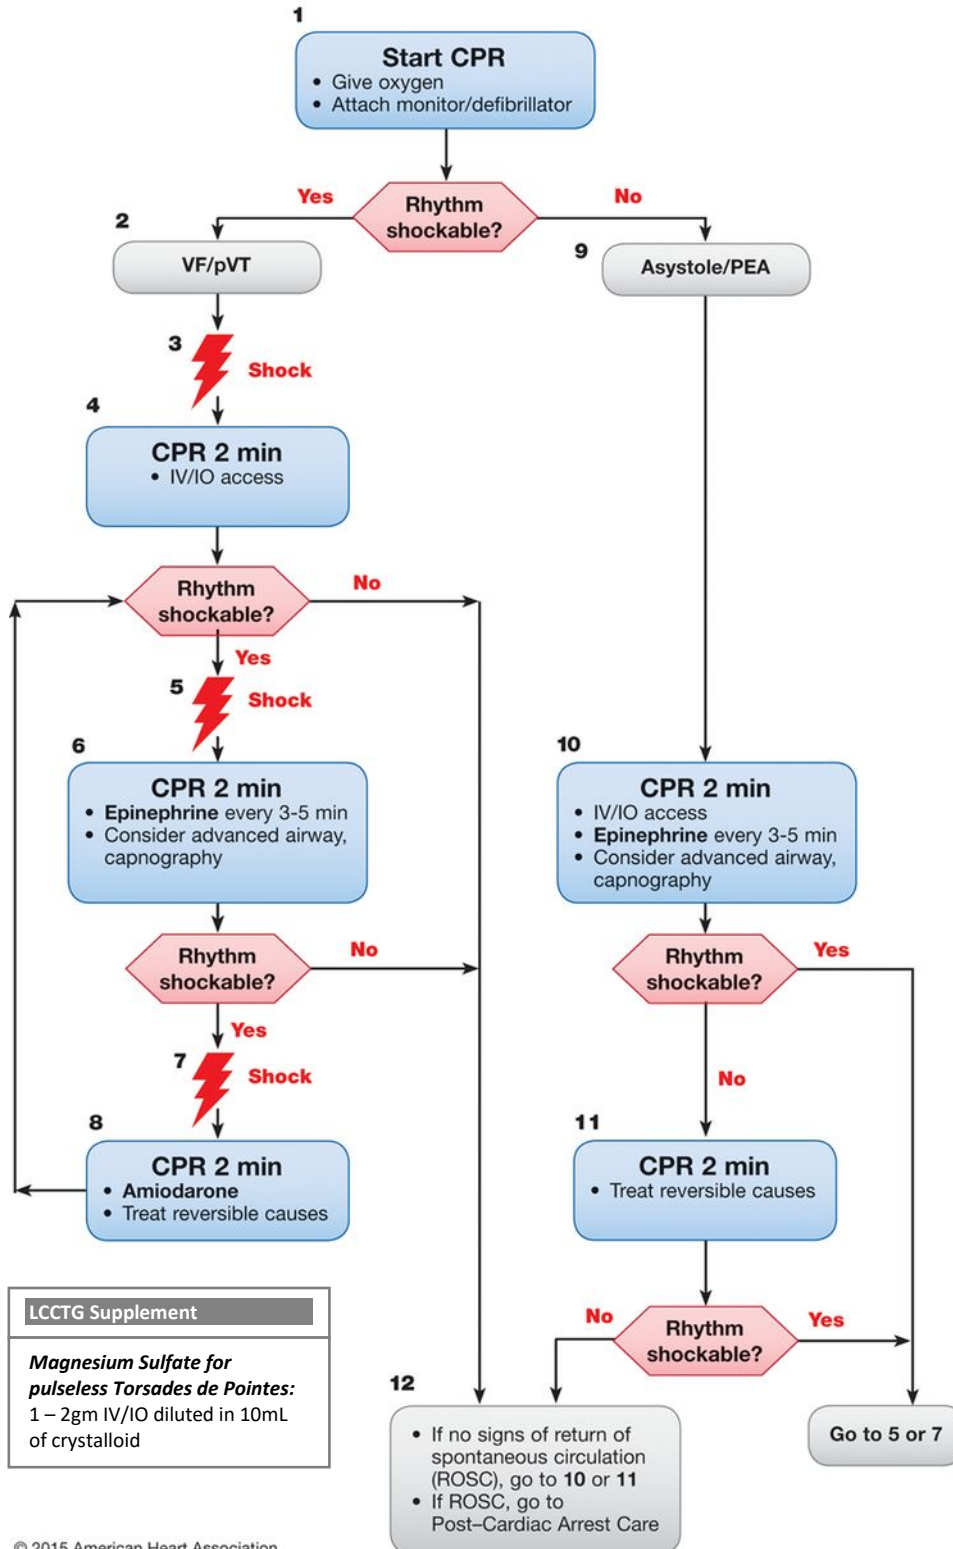 1
Start CPR
• Give oxygen
• Attach monitor/defibrillator
Yes
Rhythm
shockable?
No
2
VF/pVT
9
Asystole/PEA
3
Shock
4
CPR 2 min
• IV/IO access
Rhythm
shockable?
No
Yes
5
Shock
6
CPR 2 min
• Epinephrine every 3-5 min
• Consider advanced airway,
capnography
10
CPR 2 min
• IV/IO access
• Epinephrine every 3-5 min
• Consider advanced airway,
capnography
Rhythm
shockable?
No
Yes
Rhythm
shockable?
Yes
No
7
Shock
8
CPR 2 min
• Amiodarone
• Treat reversible causes
11
CPR 2 min
• Treat reversible causes
No
Rhythm
shockable?
Yes
LCCTG Supplement
Magnesium Sulfate for
pulseless Torsades de Pointes:
1 – 2gm IV/IO diluted in 10mL
of crystalloid
12
• If no signs of return of
spontaneous circulation
(ROSC), go to 10 or 11
• If ROSC, go to
Post–Cardiac Arrest Care
Go to 5 or 7
© 2015 American Heart Association